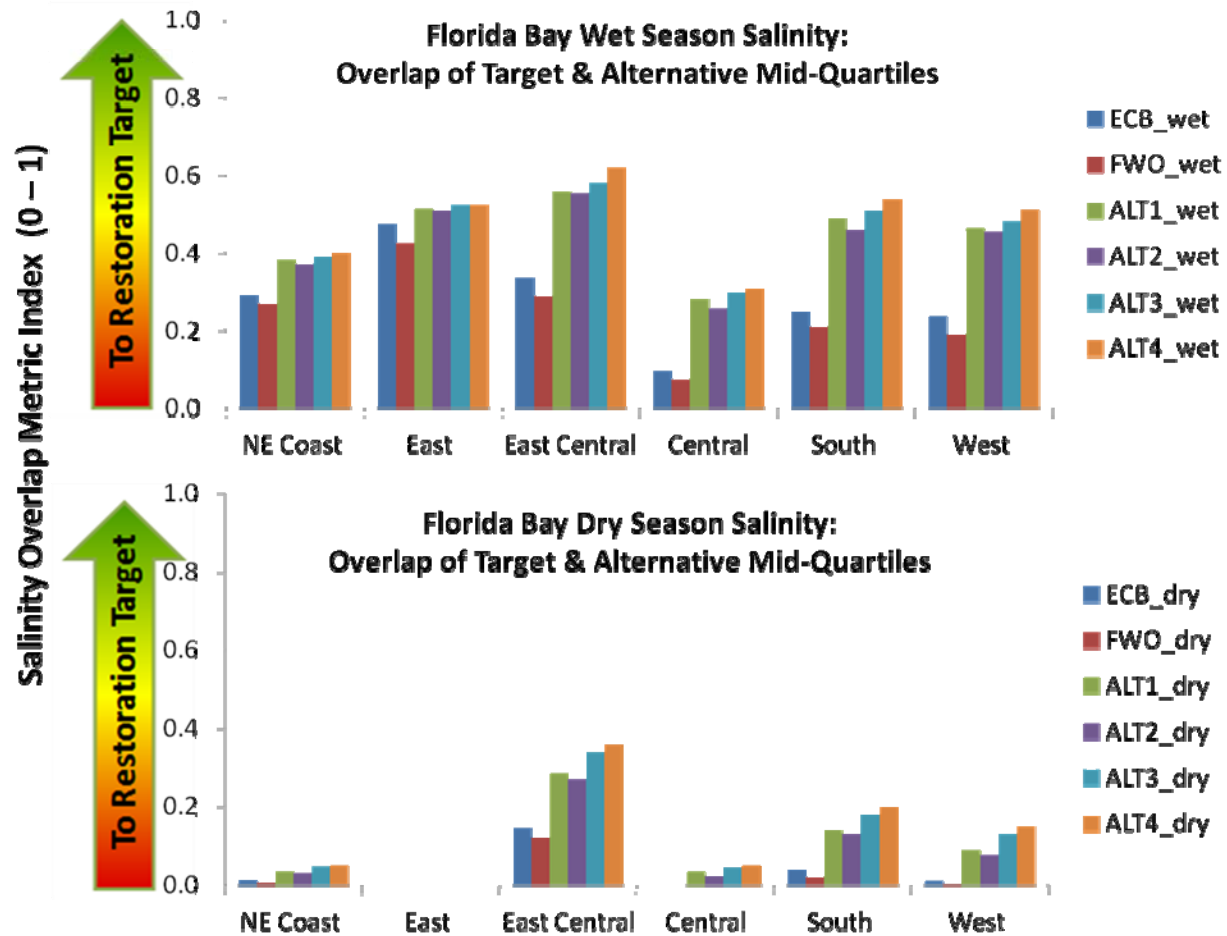 Salinity Overlap Metric Index (0 – 1)
To Restoration Target
Florida Bay Wet Season Salinity:
Overlap of Target & Alternative Mid-Quartiles
1.0
0.8
0.6
0.4
0.2
0.0
NE Coast East East Central Central South West
ECB_wet
FWO_wet
ALT1_wet
ALT2_wet
ALT3_wet
ALT4_wet
To Restoration Target
Florida Bay Dry Season Salinity:
Overlap of Target & Alternative Mid-Quartiles
1.0
0.8
0.6
0.4
0.2
0.0
NE Coast East East Central Central South West
ECB_dry
FWO_dry
ALT1_dry
ALT2_dry
ALT3_dry
ALT4_dry